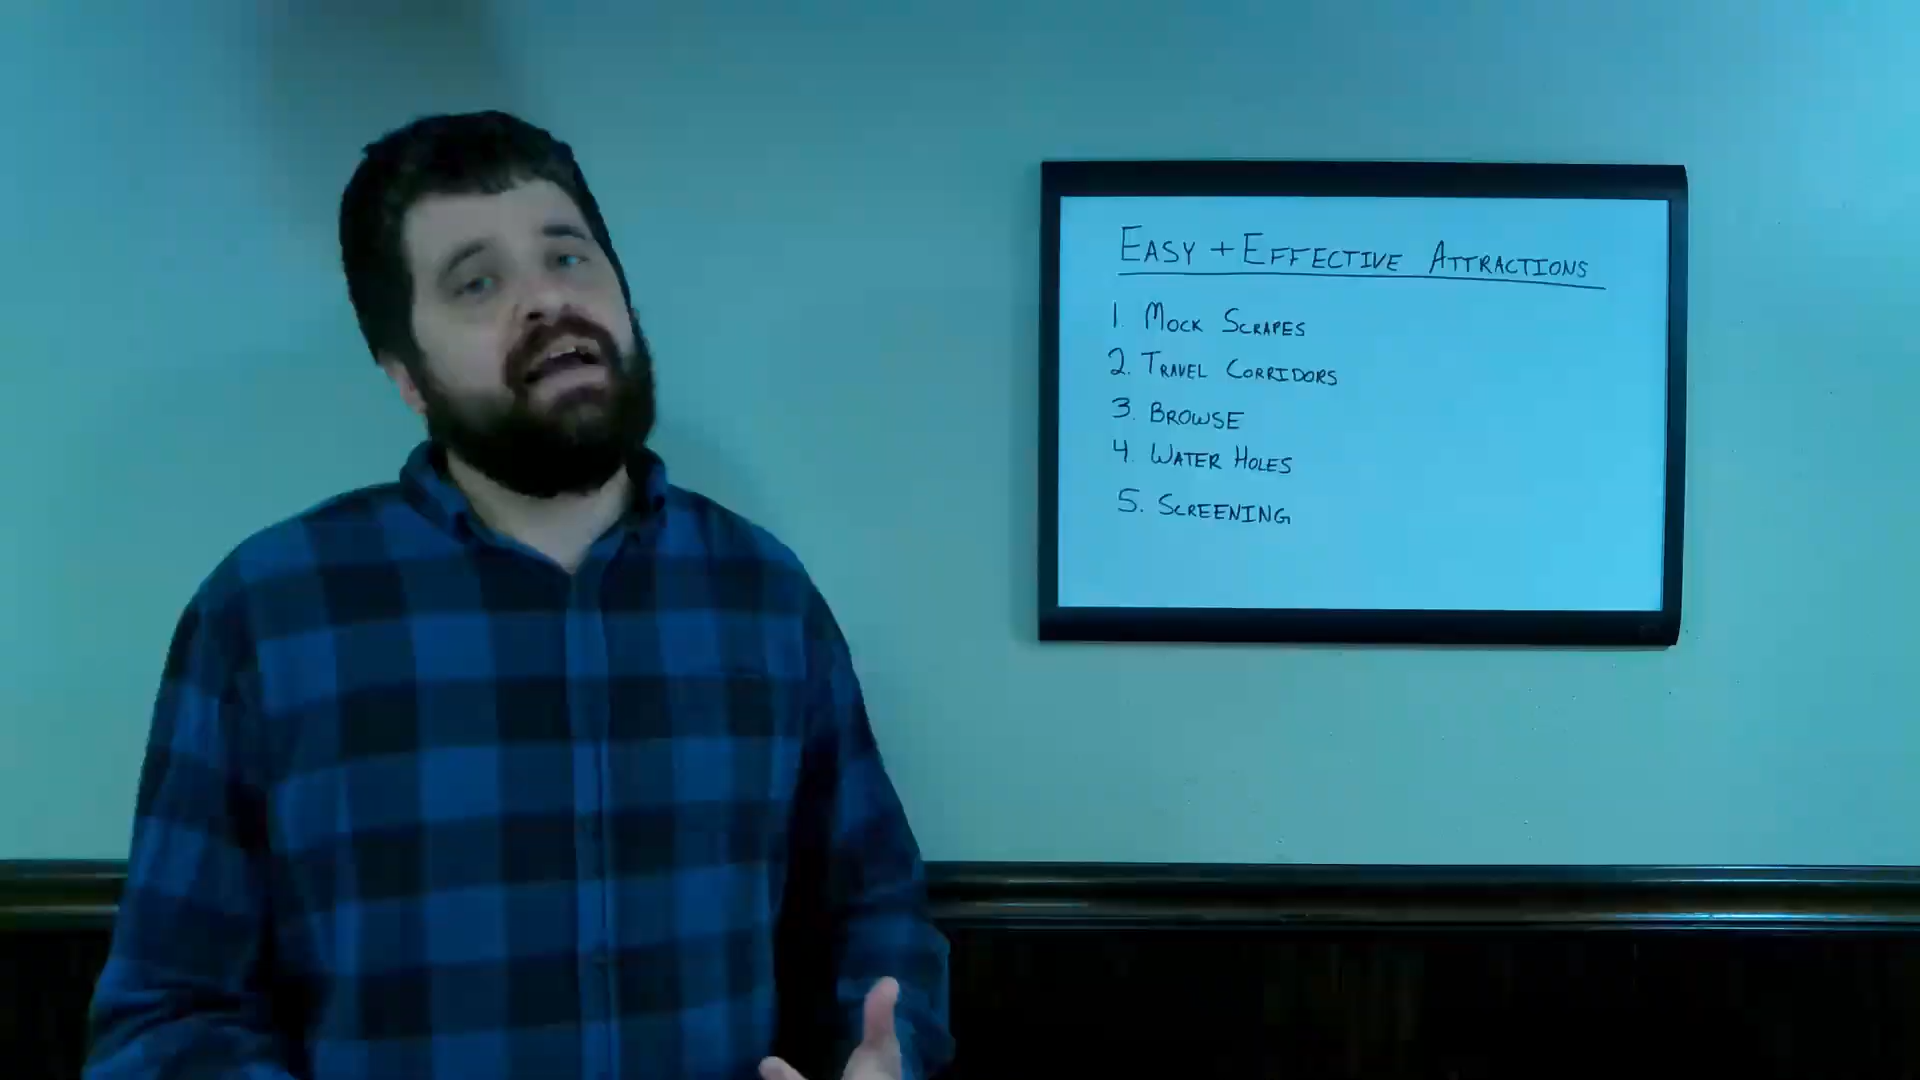 EASY + EFFECTIVE ATTRACTIONS
1. MOCK SCRAPES
2. TRAVEL CORRIDORS
3. BROWSE
4. WATER HOLES
5. SCREENING